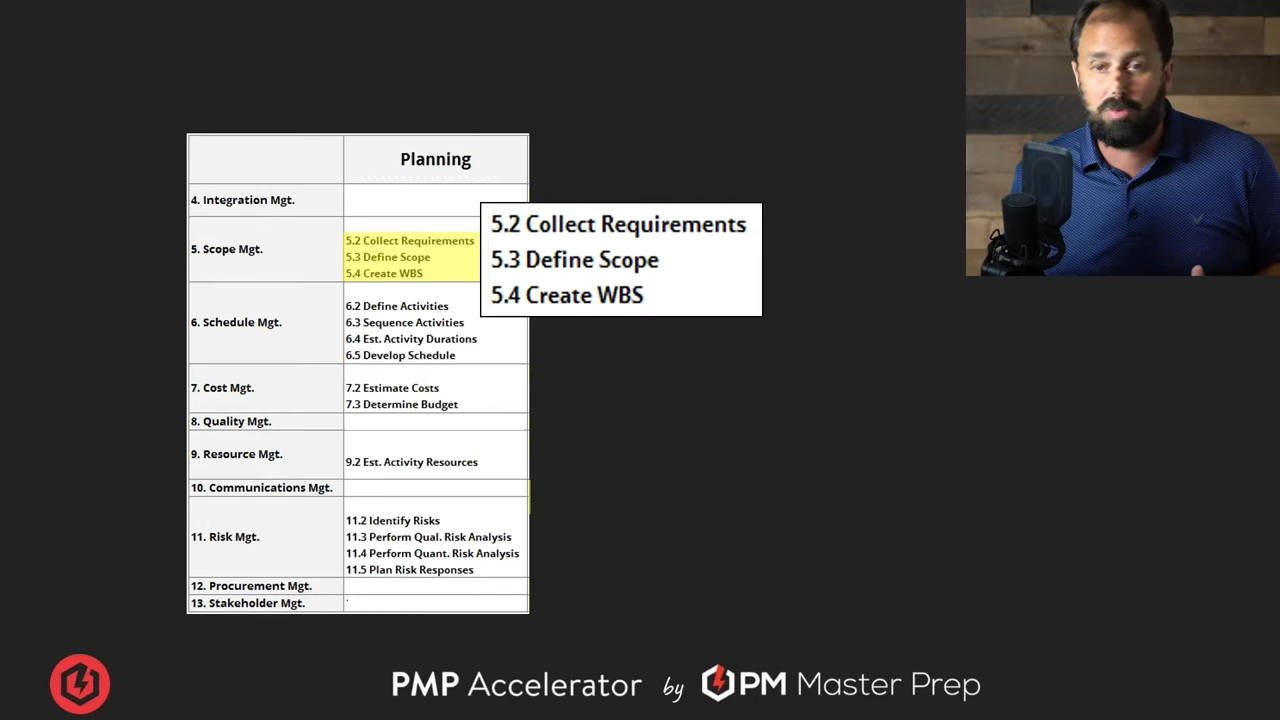 Planning
4. Integration Mgt.
5. Scope Mgt.
5.2 Collect Requirements
5.3 Define Scope
5.4 Create WBS
5.2 Collect Requirements
5.3 Define Scope
5.4 Create WBS
6. Schedule Mgt.
6.2 Define Activities
6.3 Sequence Activities
6.4 Est. Activity Durations
6.5 Develop Schedule
7. Cost Mgt.
7.2 Estimate Costs
7.3 Determine Budget
8. Quality Mgt.
9. Resource Mgt.
9.2 Est. Activity Resources
10. Communications Mgt.
11. Risk Mgt.
11.2 Identify Risks
11.3 Perform Qual. Risk Analysis
11.4 Perform Quant. Risk Analysis
11.5 Plan Risk Responses
12. Procurement Mgt.
13. Stakeholder Mgt.
PMP Accelerator by PM Master Prep